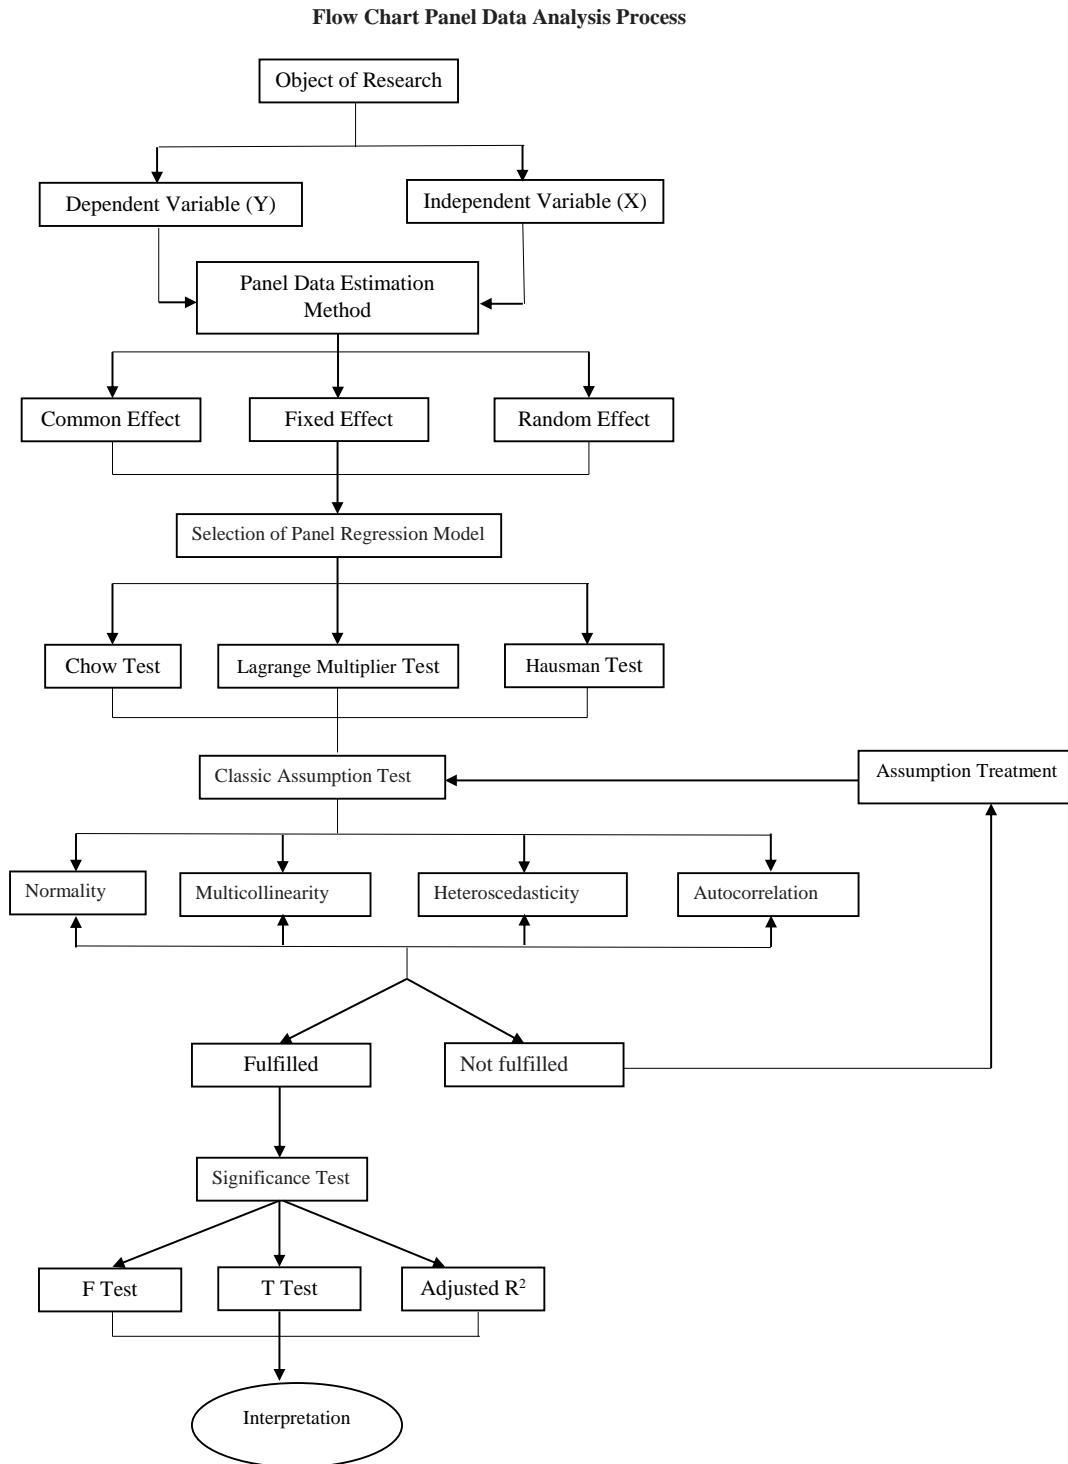 Flow Chart Panel Data Analysis Process
Object of Research
Dependent Variable (Y)
Independent Variable (X)
Panel Data Estimation
Method
Common Effect
Fixed Effect
Random Effect
Selection of Panel Regression Model
Chow Test
Lagrange Multiplier Test
Hausman Test
Classic Assumption Test
Assumption Treatment
Normality
Multicollinearity
Heteroscedasticity
Autocorrelation
Fulfilled
Not fulfilled
Significance Test
F Test
T Test
Adjusted R²
Interpretation